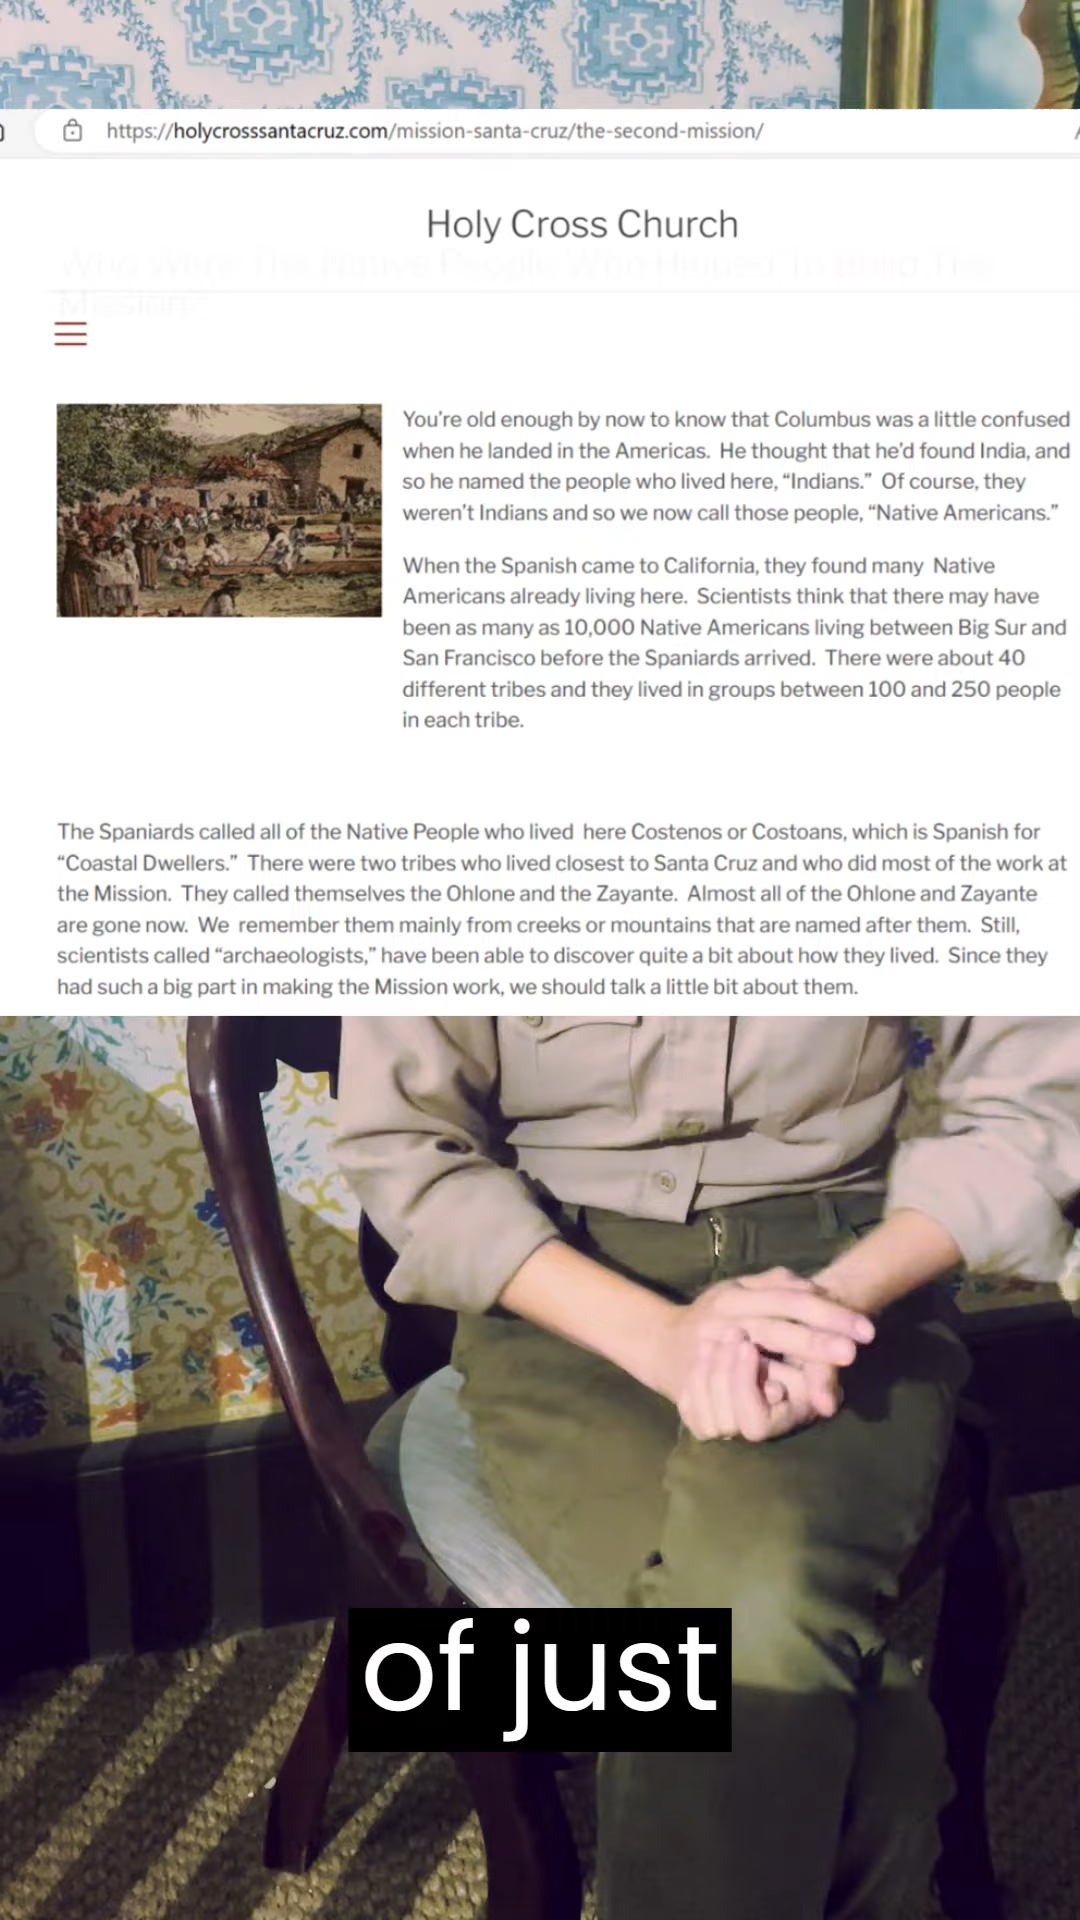 https://holycrosssantacruz.com/mission-santa-cruz/the-second-mission/
Holy Cross Church
Who Were The Native People Who Helped To Build The
Mission?
You're old enough by now to know that Columbus was a little confused
when he landed in the Americas.  He thought that he'd found India, and
so he named the people who lived here, “Indians.”  Of course, they
weren't Indians and so we now call those people, “Native Americans.”
When the Spanish came to California, they found many  Native
Americans already living here.  Scientists think that there may have
been as many as 10,000 Native Americans living between Big Sur and
San Francisco before the Spaniards arrived.  There were about 40
different tribes and they lived in groups between 100 and 250 people
in each tribe.
The Spaniards called all of the Native People who lived  here Costenos or Costoans, which is Spanish for
“Coastal Dwellers.”  There were two tribes who lived closest to Santa Cruz and who did most of the work at
the Mission.  They called themselves the Ohlone and the Zayante.  Almost all of the Ohlone and Zayante
are gone now.  We  remember them mainly from creeks or mountains that are named after them.  Still,
scientists called “archaeologists,” have been able to discover quite a bit about how they lived.  Since they
had such a big part in making the Mission work, we should talk a little bit about them.
of just